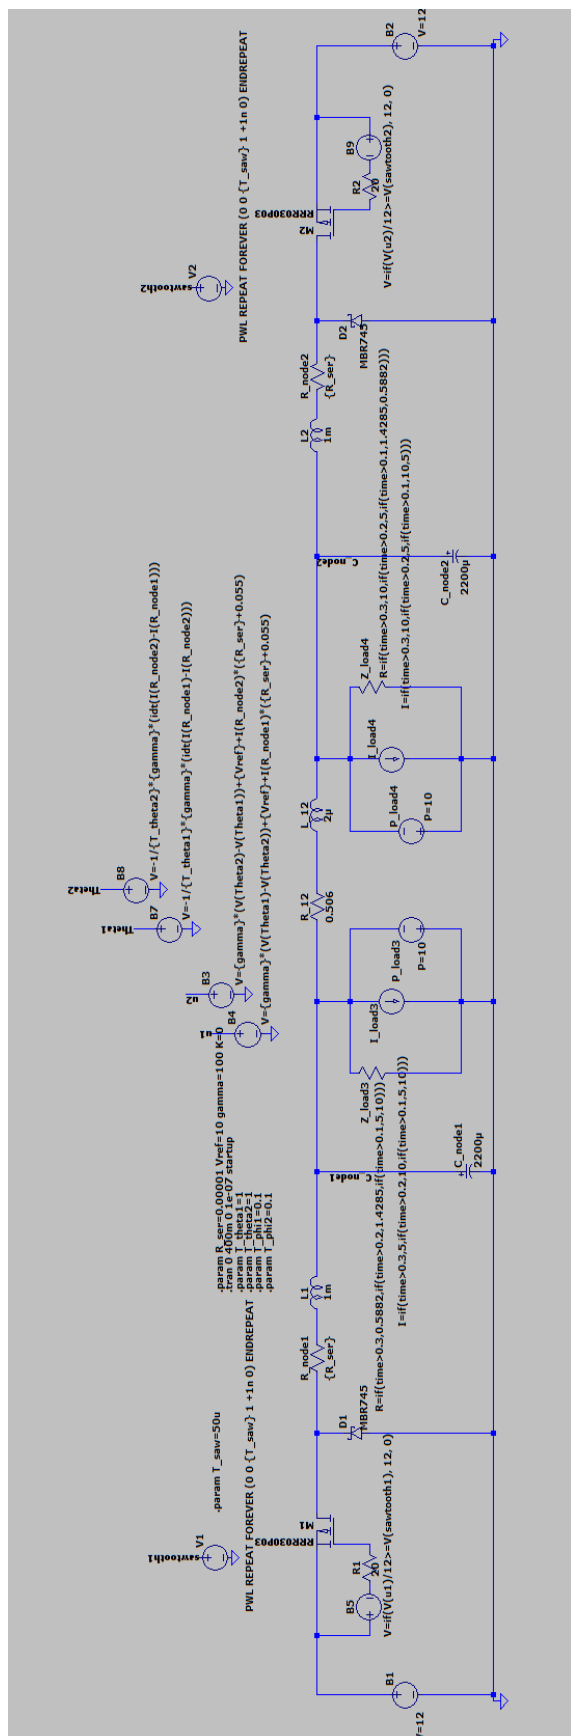 B2
V=12
PWL REPEAT FOREVER (0 0 {T_saw} 1 +1n 0) ENDREPEAT
B9
R2
20
V=if(V(u2)/12>=V(sawtooth2), 12, 0)
RRR030P03
M2
V2
sawtooth2
D2
MBR745
R_node2
{R_ser}
L2
1m
C_node2
C_node2
2200µ
R=if(time>0.3,10,if(time>0.2,5,if(time>0.1,1.4285,0.5882)))
I=if(time>0.3,10,if(time>0.2,5,if(time>0.1,10,5)))
Z_load4
I_load4
P_load4
P=10
L_12
2µ
R_12
0.506
Theta2
B8
V=-1/{T_theta2}*{gamma}*(idt(I(R_node2)-I(R_node1)))
Theta1
B7
V=-1/{T_theta1}*{gamma}*(idt(I(R_node1)-I(R_node2)))
u2
B3
V={gamma}*(V(Theta2)-V(Theta1))+{Vref}+I(R_node2)*({R_ser}+0.055)
u1
B4
V={gamma}*(V(Theta1)-V(Theta2))+{Vref}+I(R_node1)*({R_ser}+0.055)
P_load3
P=10
I_load3
Z_load3
R=if(time>0.3,0.5882,if(time>0.2,1.4285,if(time>0.1,5,10)))
I=if(time>0.3,5,if(time>0.2,10,if(time>0.1,5,10)))
C_node1
C_node1
2200µ
.param R_ser=0.00001 Vref=10 gamma=100 K=0
.tran 0 400m 0 1e-07 startup
.param T_theta1=1
.param T_theta2=1
.param T_phi1=0.1
.param T_phi2=0.1
L1
1m
R_node1
{R_ser}
D1
MBR745
.param T_saw=50u
V1
sawtooth1
PWL REPEAT FOREVER (0 0 {T_saw} 1 +1n 0) ENDREPEAT
M1
RRR030P03
R1
20
B5
V=if(V(u1)/12>=V(sawtooth1), 12, 0)
B1
V=12